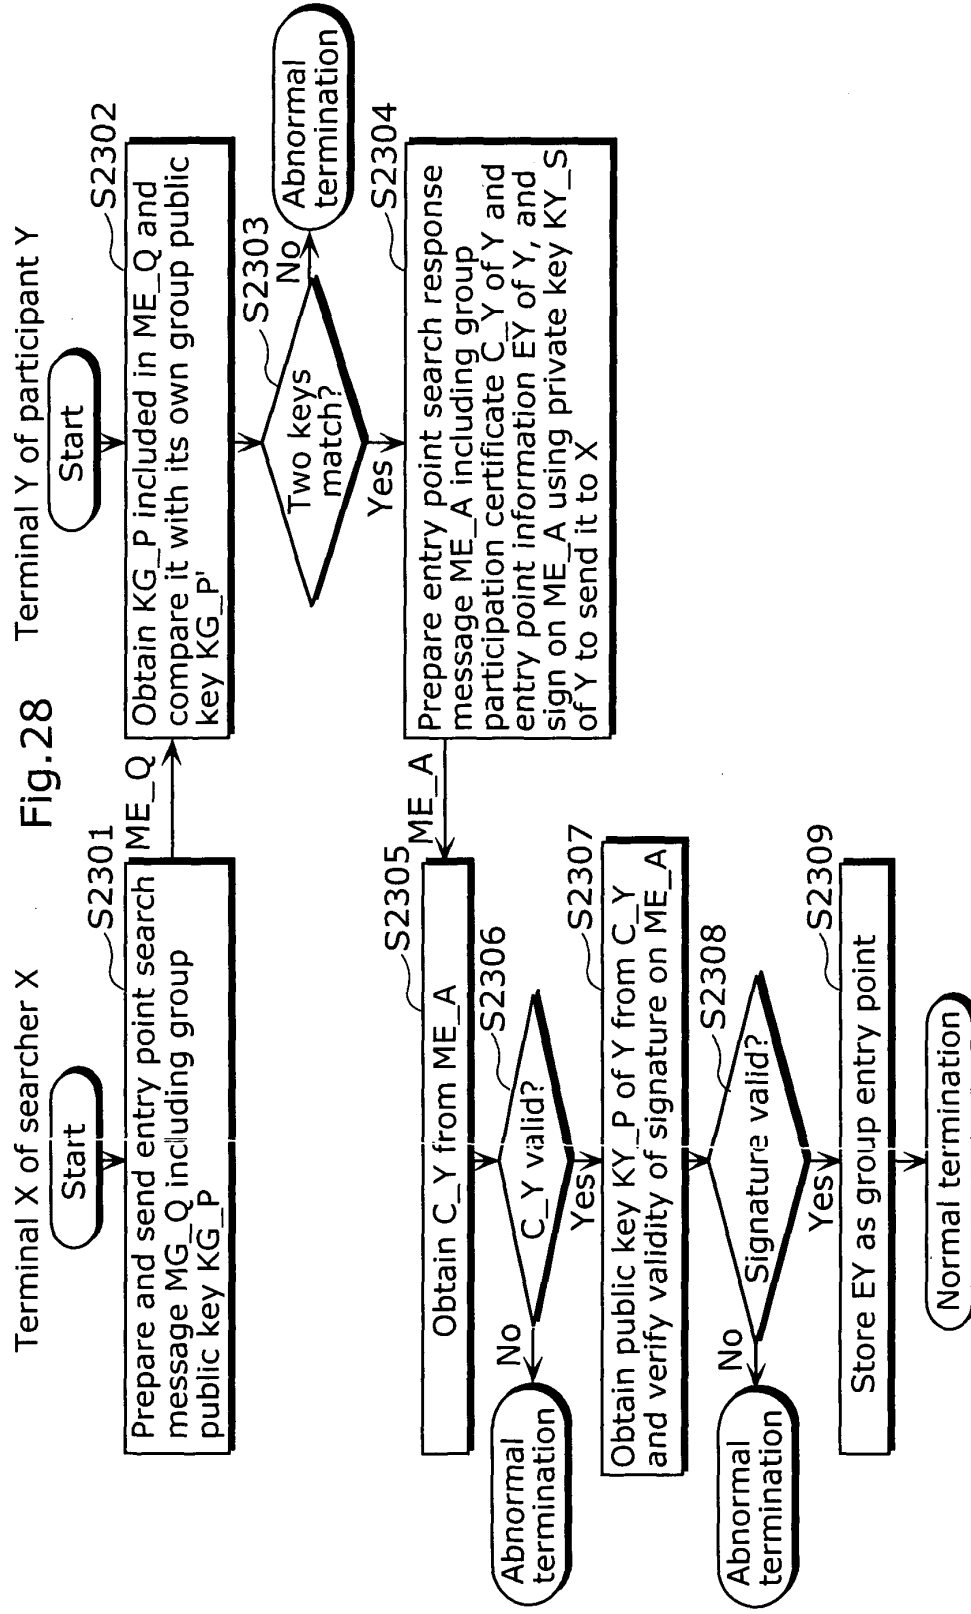 Fig.28
Terminal X of searcher X
Start
S2301
Prepare and send entry point search
message MG_Q including group
public key KG_P
ME_Q
Terminal Y of participant Y
Start
S2302
Obtain KG_P included in ME_Q and
compare it with its own group public
key KG_P'
S2303
Two keys
match?
No
Abnormal
termination
Yes
S2304
Prepare entry point search response
message ME_A including group
participation certificate C_Y of Y and
entry point information EY of Y, and
sign on ME_A using private key KY_S
of Y to send it to X
ME_A
S2305
Obtain C_Y from ME_A
S2306
C_Y valid?
No
Abnormal
termination
Yes
S2307
Obtain public key KY_P of Y from C_Y
and verify validity of signature on ME_A
S2308
Signature valid?
No
Abnormal
termination
Yes
S2309
Store EY as group entry point
Normal termination